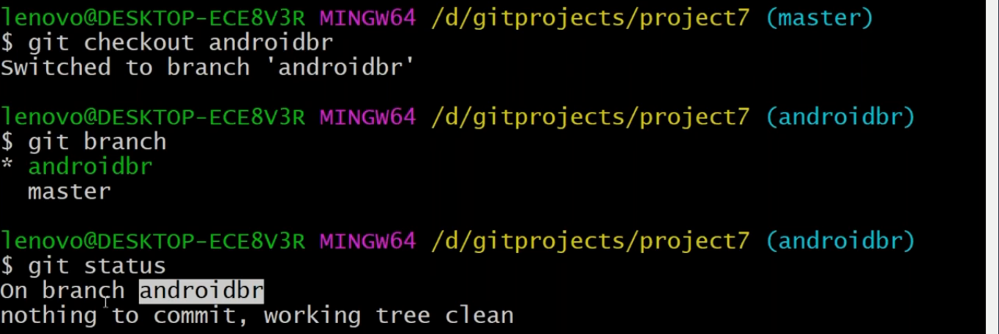 lenovo@DESKTOP-ECE8V3R MINGW64 /d/gitprojects/project7 (master)
$ git checkout androidbr
Switched to branch 'androidbr'
lenovo@DESKTOP-ECE8V3R MINGW64 /d/gitprojects/project7 (androidbr)
$ git branch
* androidbr
  master
lenovo@DESKTOP-ECE8V3R MINGW64 /d/gitprojects/project7 (androidbr)
$ git status
On branch androidbr
nothing to commit, working tree clean